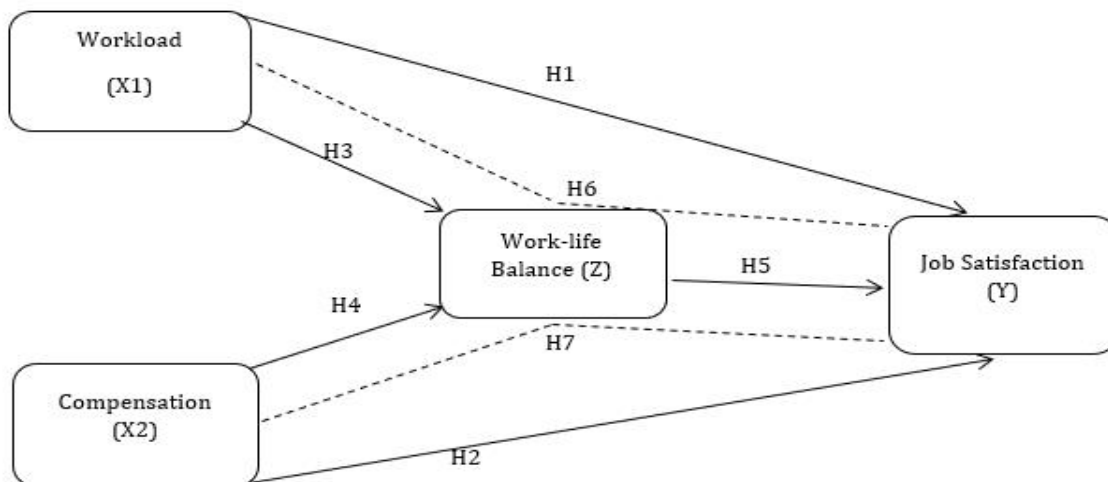 Workload
(X1)
H1
H3
H6
Work-life
Balance (Z)
H5
Job Satisfaction
(Y)
H4
H7
Compensation
(X2)
H2